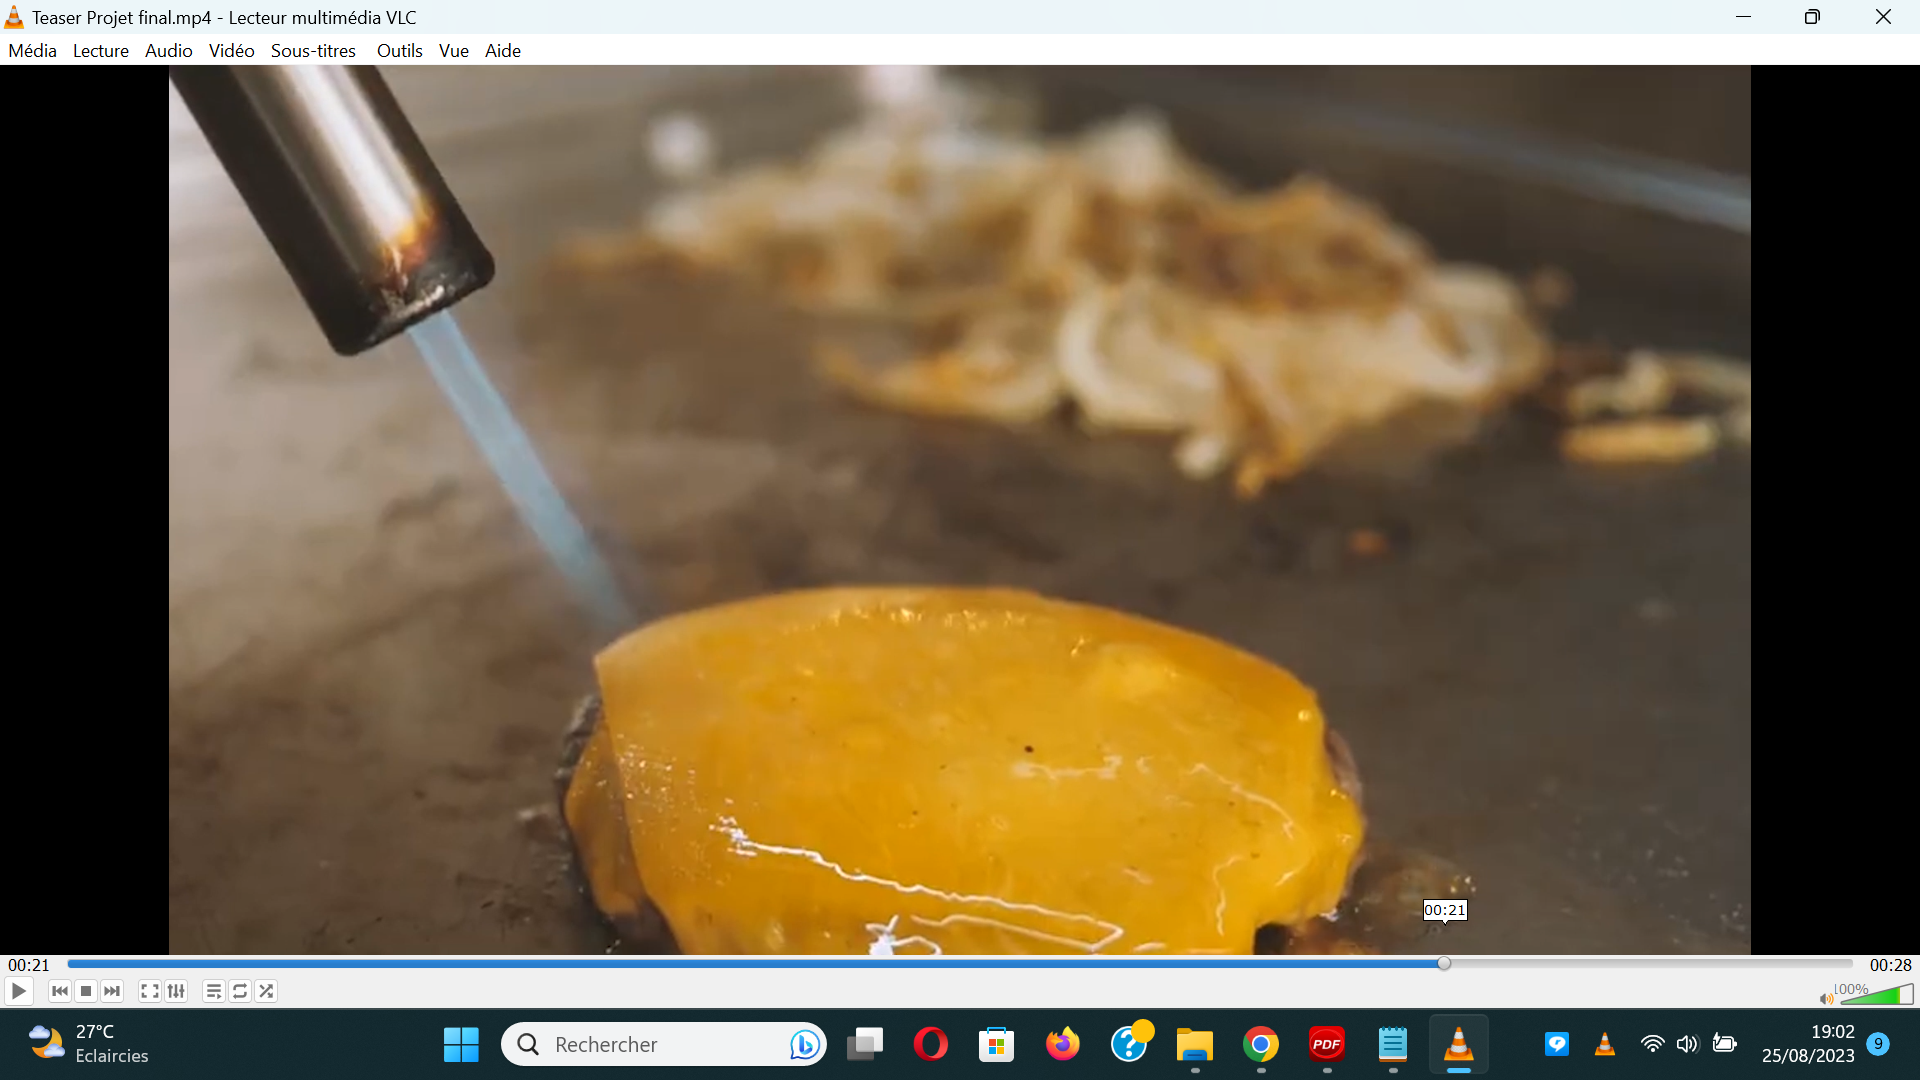 Teaser Projet final.mp4 - Lecteur multimédia VLC
Média Lecture Audio Vidéo Sous-titres Outils Vue Aide
00:21
00:21 00:28
100%
27°C
Eclaircies
Rechercher
PDF
19:02
25/08/2023
9